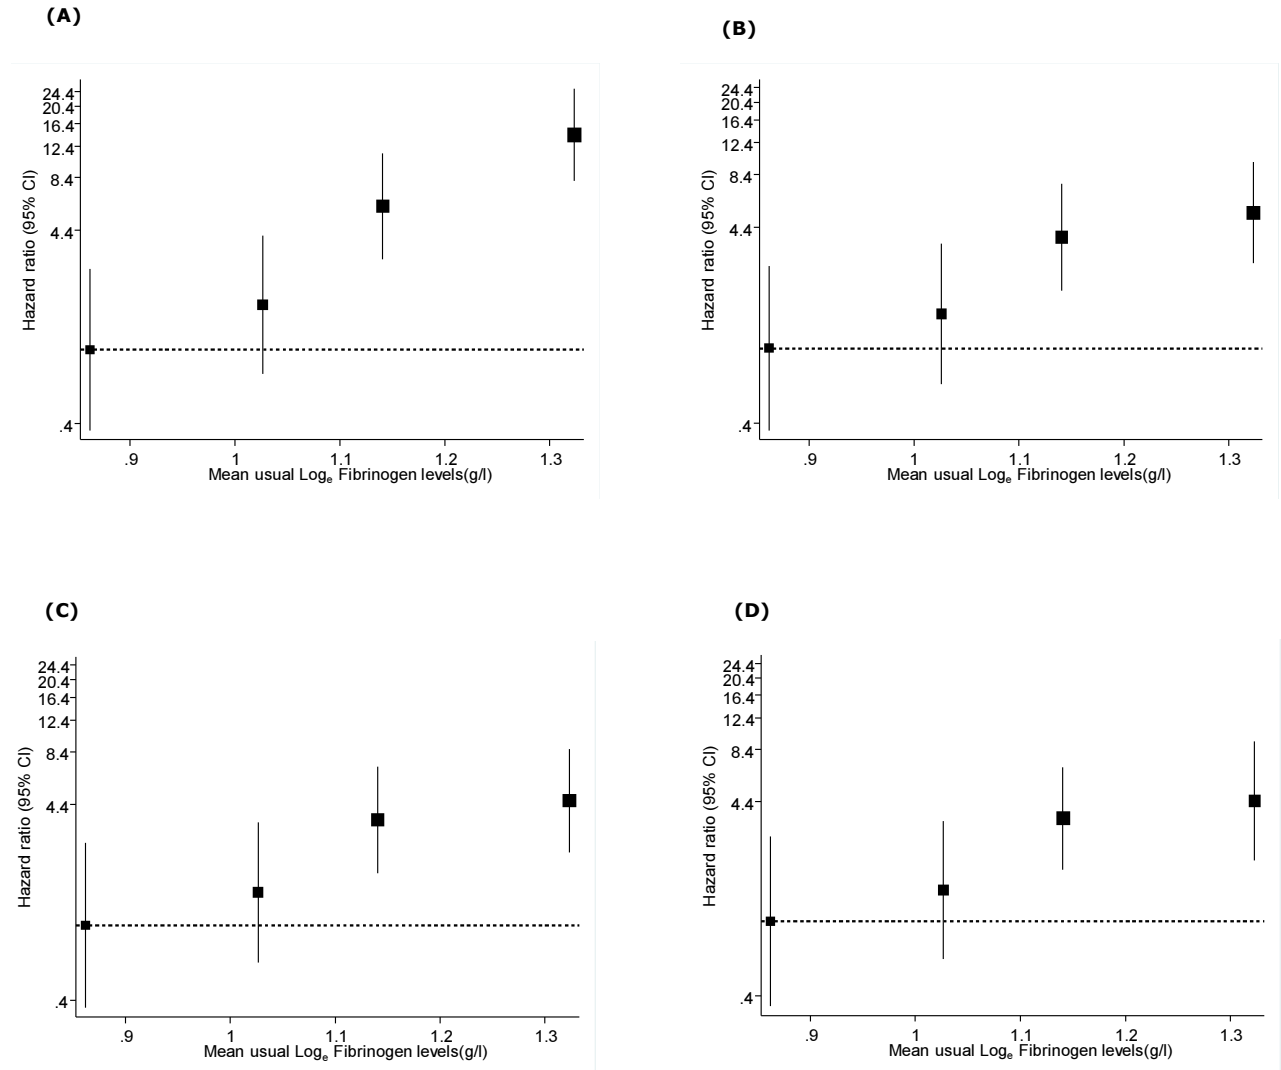 (A)
24.4
20.4
16.4
12.4
8.4
4.4
.4
Hazard ratio (95% CI)
.9 1 1.1 1.2 1.3
Mean usual Logₑ Fibrinogen levels(g/l)
(B)
24.4
20.4
16.4
12.4
8.4
4.4
.4
Hazard ratio (95% CI)
.9 1 1.1 1.2 1.3
Mean usual Logₑ Fibrinogen levels(g/l)
(C)
24.4
20.4
16.4
12.4
8.4
4.4
.4
Hazard ratio (95% CI)
.9 1 1.1 1.2 1.3
Mean usual Logₑ Fibrinogen levels(g/l)
(D)
24.4
20.4
16.4
12.4
8.4
4.4
.4
Hazard ratio (95% CI)
.9 1 1.1 1.2 1.3
Mean usual Logₑ Fibrinogen levels(g/l)